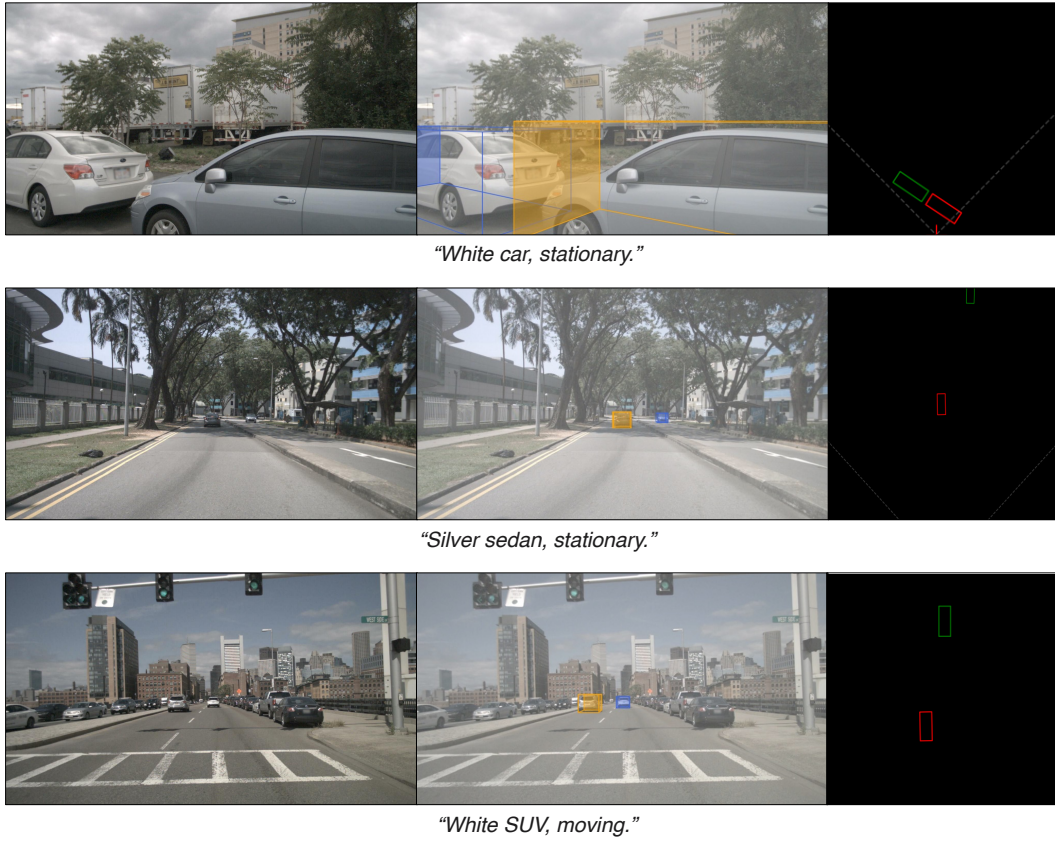 “White car, stationary.”
“Silver sedan, stationary.”
“White SUV, moving.”